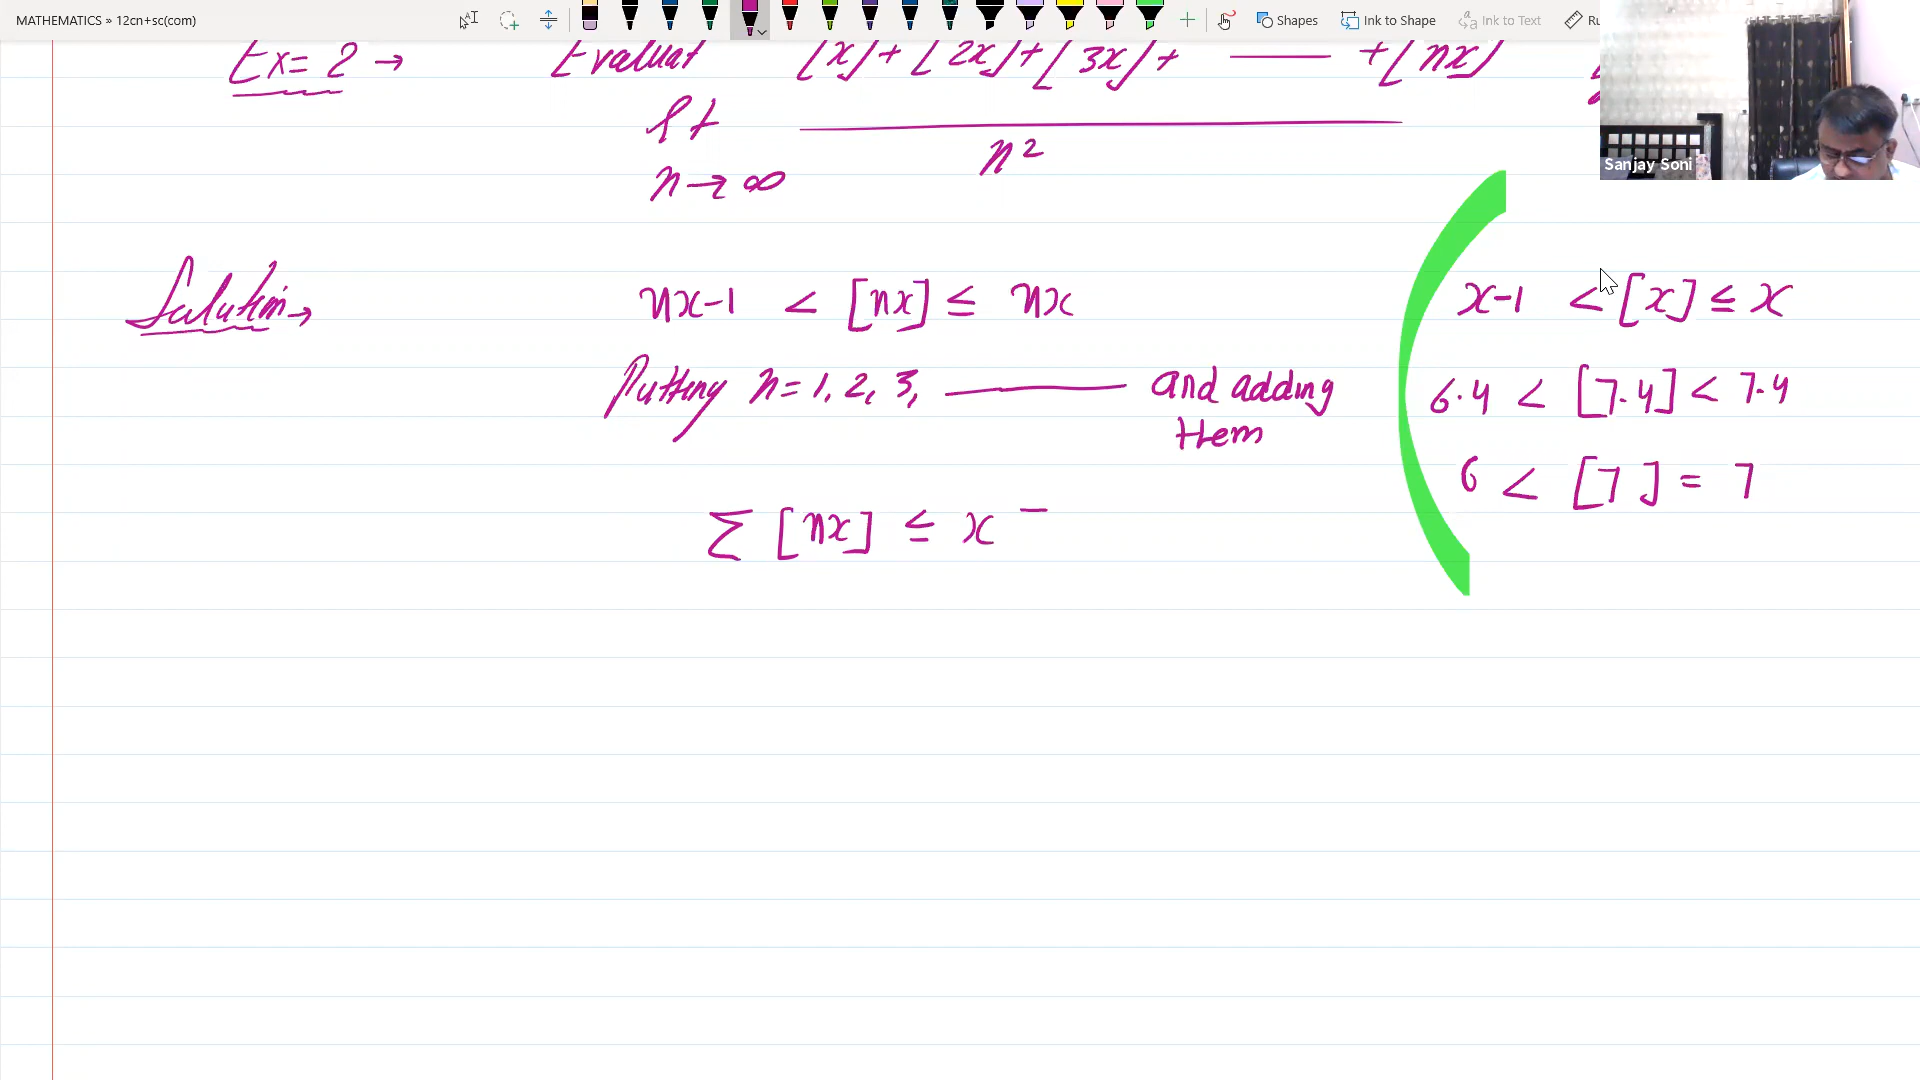 MATHEMATICS » 12cn+sc(com)
Shapes
Ink to Shape
Ink to Text
Ru
Sanjay Soni
Ex= 2 → Evaluat [x]+[2x]+[3x]+ —— +[nx]
lt
n→∞
n²
Solution→
nx-1 < [nx] ≤ nx
Putting n=1, 2, 3, —— and adding
them
∑ [nx] ≤ x –
x-1 < [x] ≤ x
6.4 < [7.4] < 7.4
6 < [7] = 7